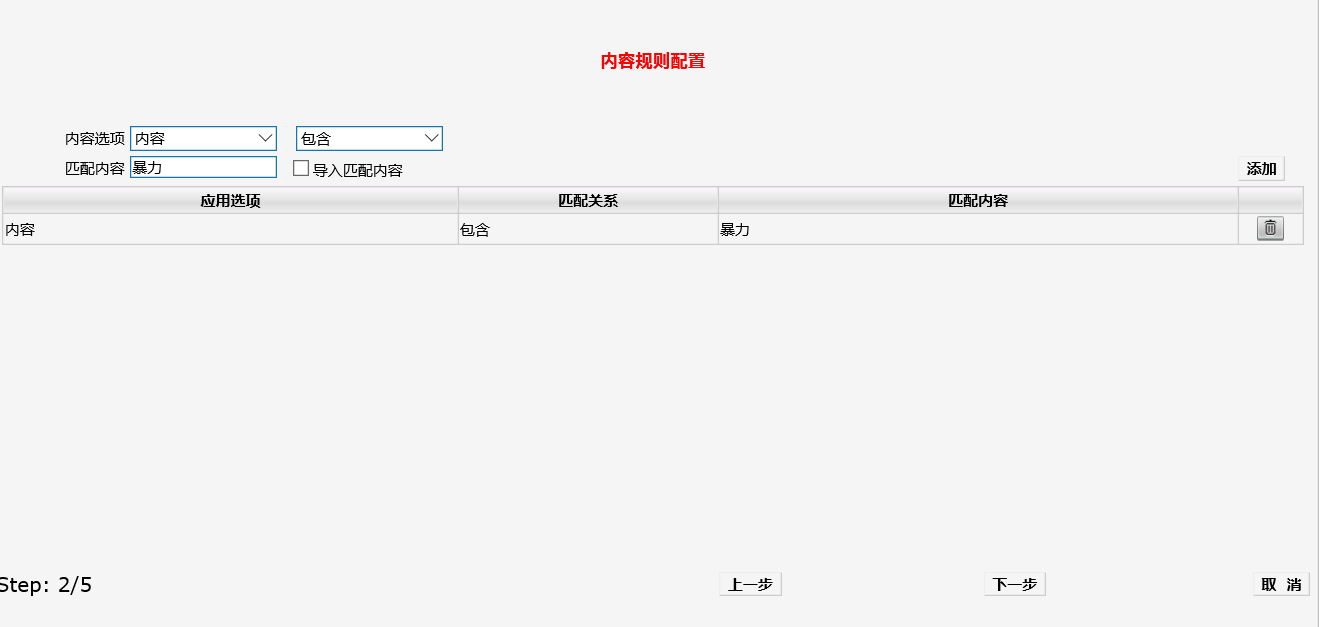 内容规则配置
内容选项 内容 包含
匹配内容 暴力 导入匹配内容 添加
应用选项 匹配关系 匹配内容
内容 包含 暴力
Step: 2/5 上一步 下一步 取 消